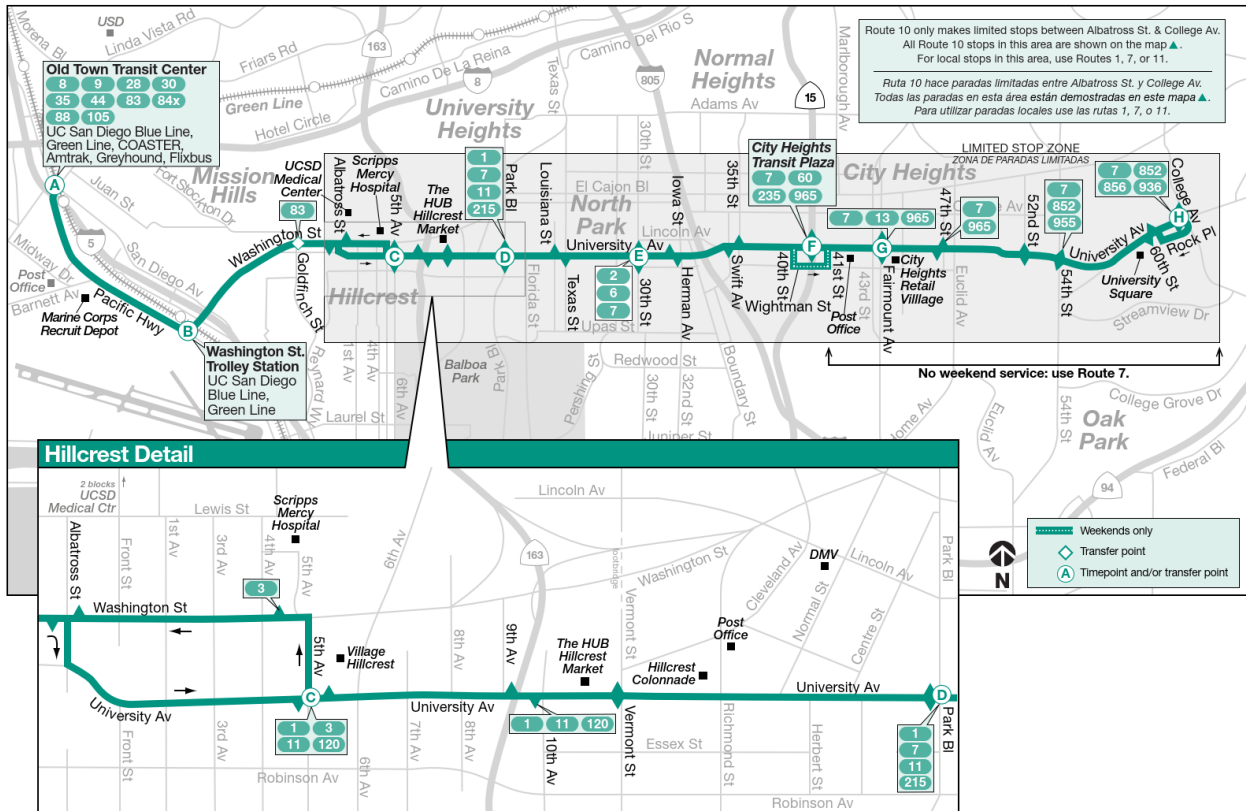 Morena Bl
USD
Linda Vista Rd
Friars Rd
Camino De La Reina
Camino Del Rio S
163
8
805
15
Texas St
Normal
Heights
Adams Av
Marlborough Av
Route 10 only makes limited stops between Albatross St. & College Av.
All Route 10 stops in this area are shown on the map ▲.
For local stops in this area, use Routes 1, 7, or 11.
Ruta 10 hace paradas limitadas entre Albatross St. y College Av.
Todas las paradas en esta área están demostradas en este mapa ▲.
Para utilizar paradas locales use las rutas 1, 7, o 11.
Old Town Transit Center
8 9 28 30
35 44 83 84x
88 105
UC San Diego Blue Line,
Green Line, COASTER,
Amtrak, Greyhound, Flixbus
Green Line
Hotel Circle
University
Heights
LIMITED STOP ZONE
ZONA DE PARADAS LIMITADAS
A
Juan St
Fort Stockton Dr
Mission
Hills
UCSD
Medical
Center
83
Albatross St
Scripps
Mercy
Hospital
5th Av
The
HUB
Hillcrest
Market
1
7
11
215
Park Bl
Louisiana St
El Cajon Bl
North
Park
30th St
Lincoln Av
Iowa St
35th St
City Heights
Transit Plaza
7 60
235 965
City Heights
7 13 965
47th St
7
965
52nd St
7
852
955
7 852
856 936
College Av
H
Washington St
Goldfinch St
C
D
University Av
E
F
G
University Av
Rock Pl
60th St
5
San Diego Av
Midway Dr
Post
Office
Barnett Av
Marine Corps
Recruit Depot
Pacific Hwy
B
Hillcrest
Florida St
Texas St
2
6
7
30th St
Herman Av
Swift Av
40th St
Wightman St
41st St
Post
Office
43rd St
Fairmount Av
City
Heights
Retail
Villlage
Euclid Av
54th St
University
Square
Streamview Dr
Upas St
Washington St.
Trolley Station
UC San Diego
Blue Line,
Green Line
Reynard Wy
1st Av
4th Av
6th Av
Laurel St
Balboa
Park
Park Bl
Pershing St
Redwood St
30th St
32nd St
Juniper St
Boundary St
No weekend service: use Route 7.
Home Av
Euclid Av
54th St
College Grove Dr
Oak
Park
Federal Bl
94
Hillcrest Detail
2 blocks
UCSD
Medical Ctr
Lewis St
Scripps
Mercy
Hospital
Albatross St
Front St
1st Av
3rd Av
4th Av
5th Av
6th Av
3
Washington St
5th Av
Village
Hillcrest
C
University Av
1 3
11 120
Front St
3rd Av
Robinson Av
6th Av
7th Av
8th Av
8th Av
University Av
9th Av
1 11 120
10th Av
Lincoln Av
163
Washington St
Vermont St
The HUB
Hillcrest
Market
Vermont St
Hillcrest
Colonnade
Post
Office
Cleveland Av
DMV
Normal St
Lincoln Av
Centre St
Park Bl
University Av
D
Park Bl
1
7
11
215
Essex St
Richmond St
Herbert St
Robinson Av
N
Weekends only
Transfer point
A
Timepoint and/or transfer point